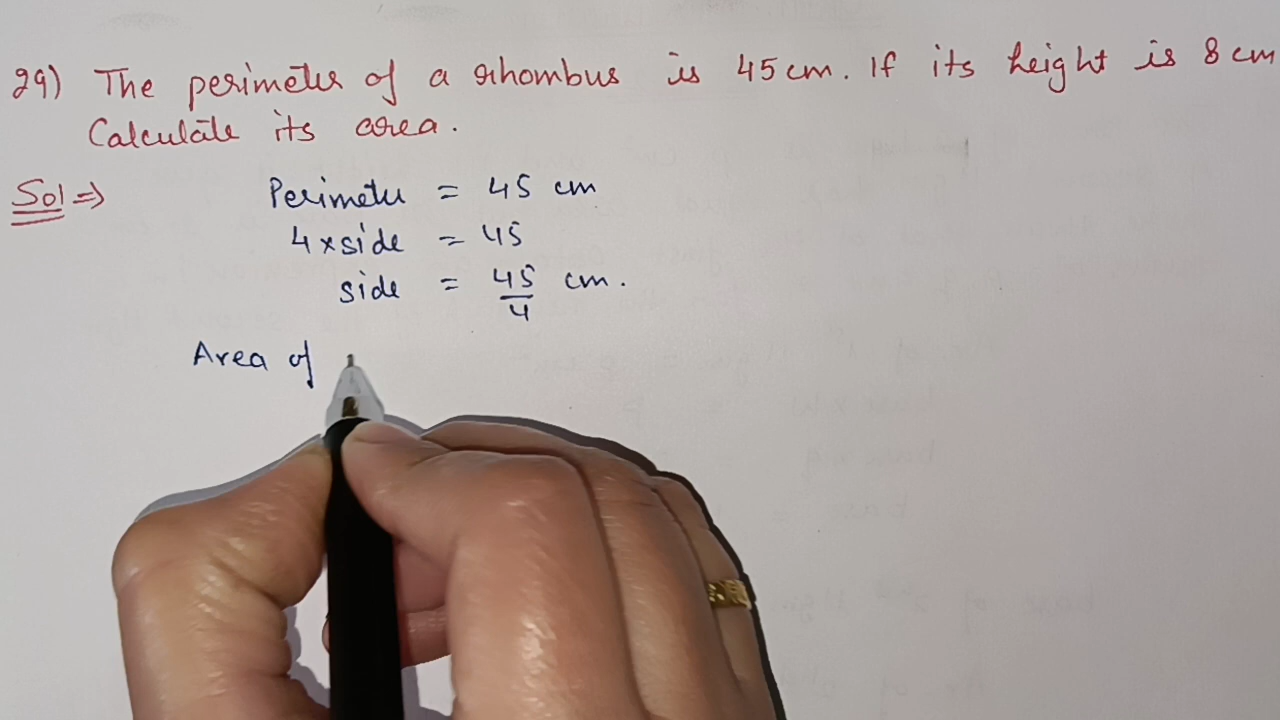 29) The perimeter of a rhombus is 45 cm. If its height is 8 cm
Calculate its area.
Sol ⇒
Perimeter = 45 cm
4 × side = 45
side = 45/4 cm.
Area of